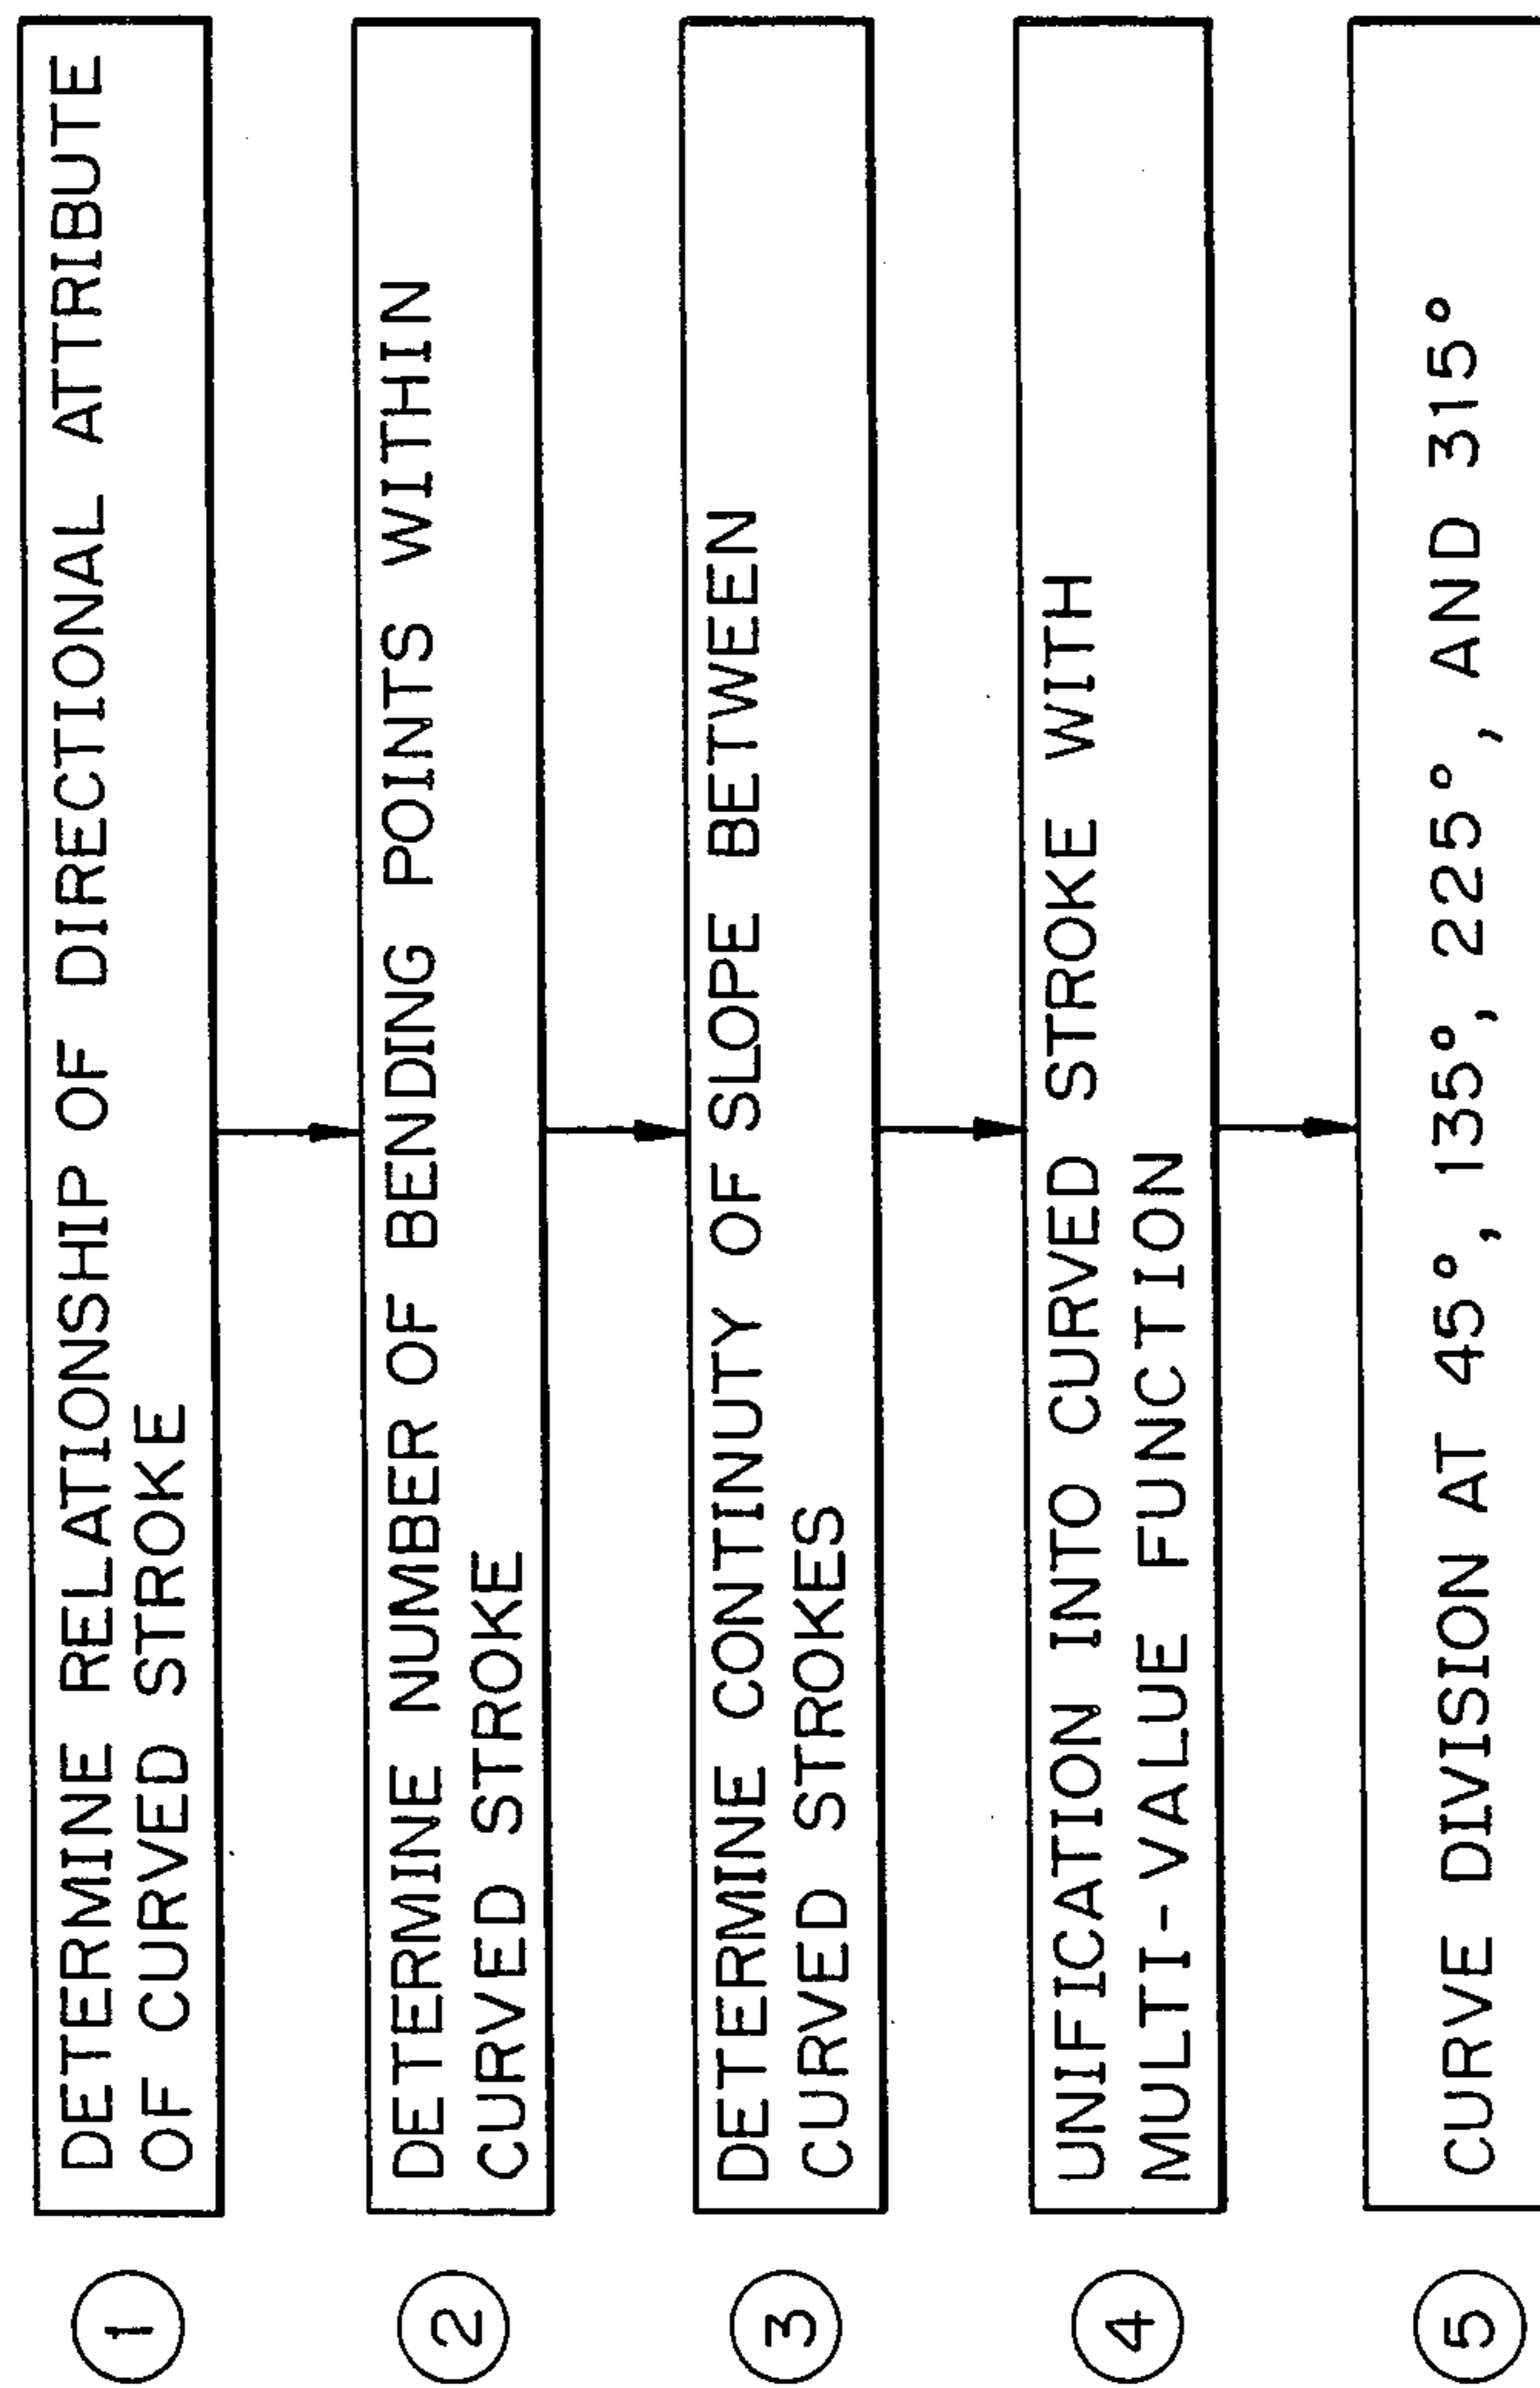 1 DETERMINE RELATIONSHIP OF DIRECTIONAL ATTRIBUTE
OF CURVED STROKE
2 DETERMINE NUMBER OF BENDING POINTS WITHIN
CURVED STROKE
3 DETERMINE CONTINUTY OF SLOPE BETWEEN
CURVED STROKES
4 UNIFICATION INTO CURVED STROKE WITH
MULTI-VALUE FUNCTION
5 CURVE DIVISION AT 45°, 135°, 225°, AND 315°